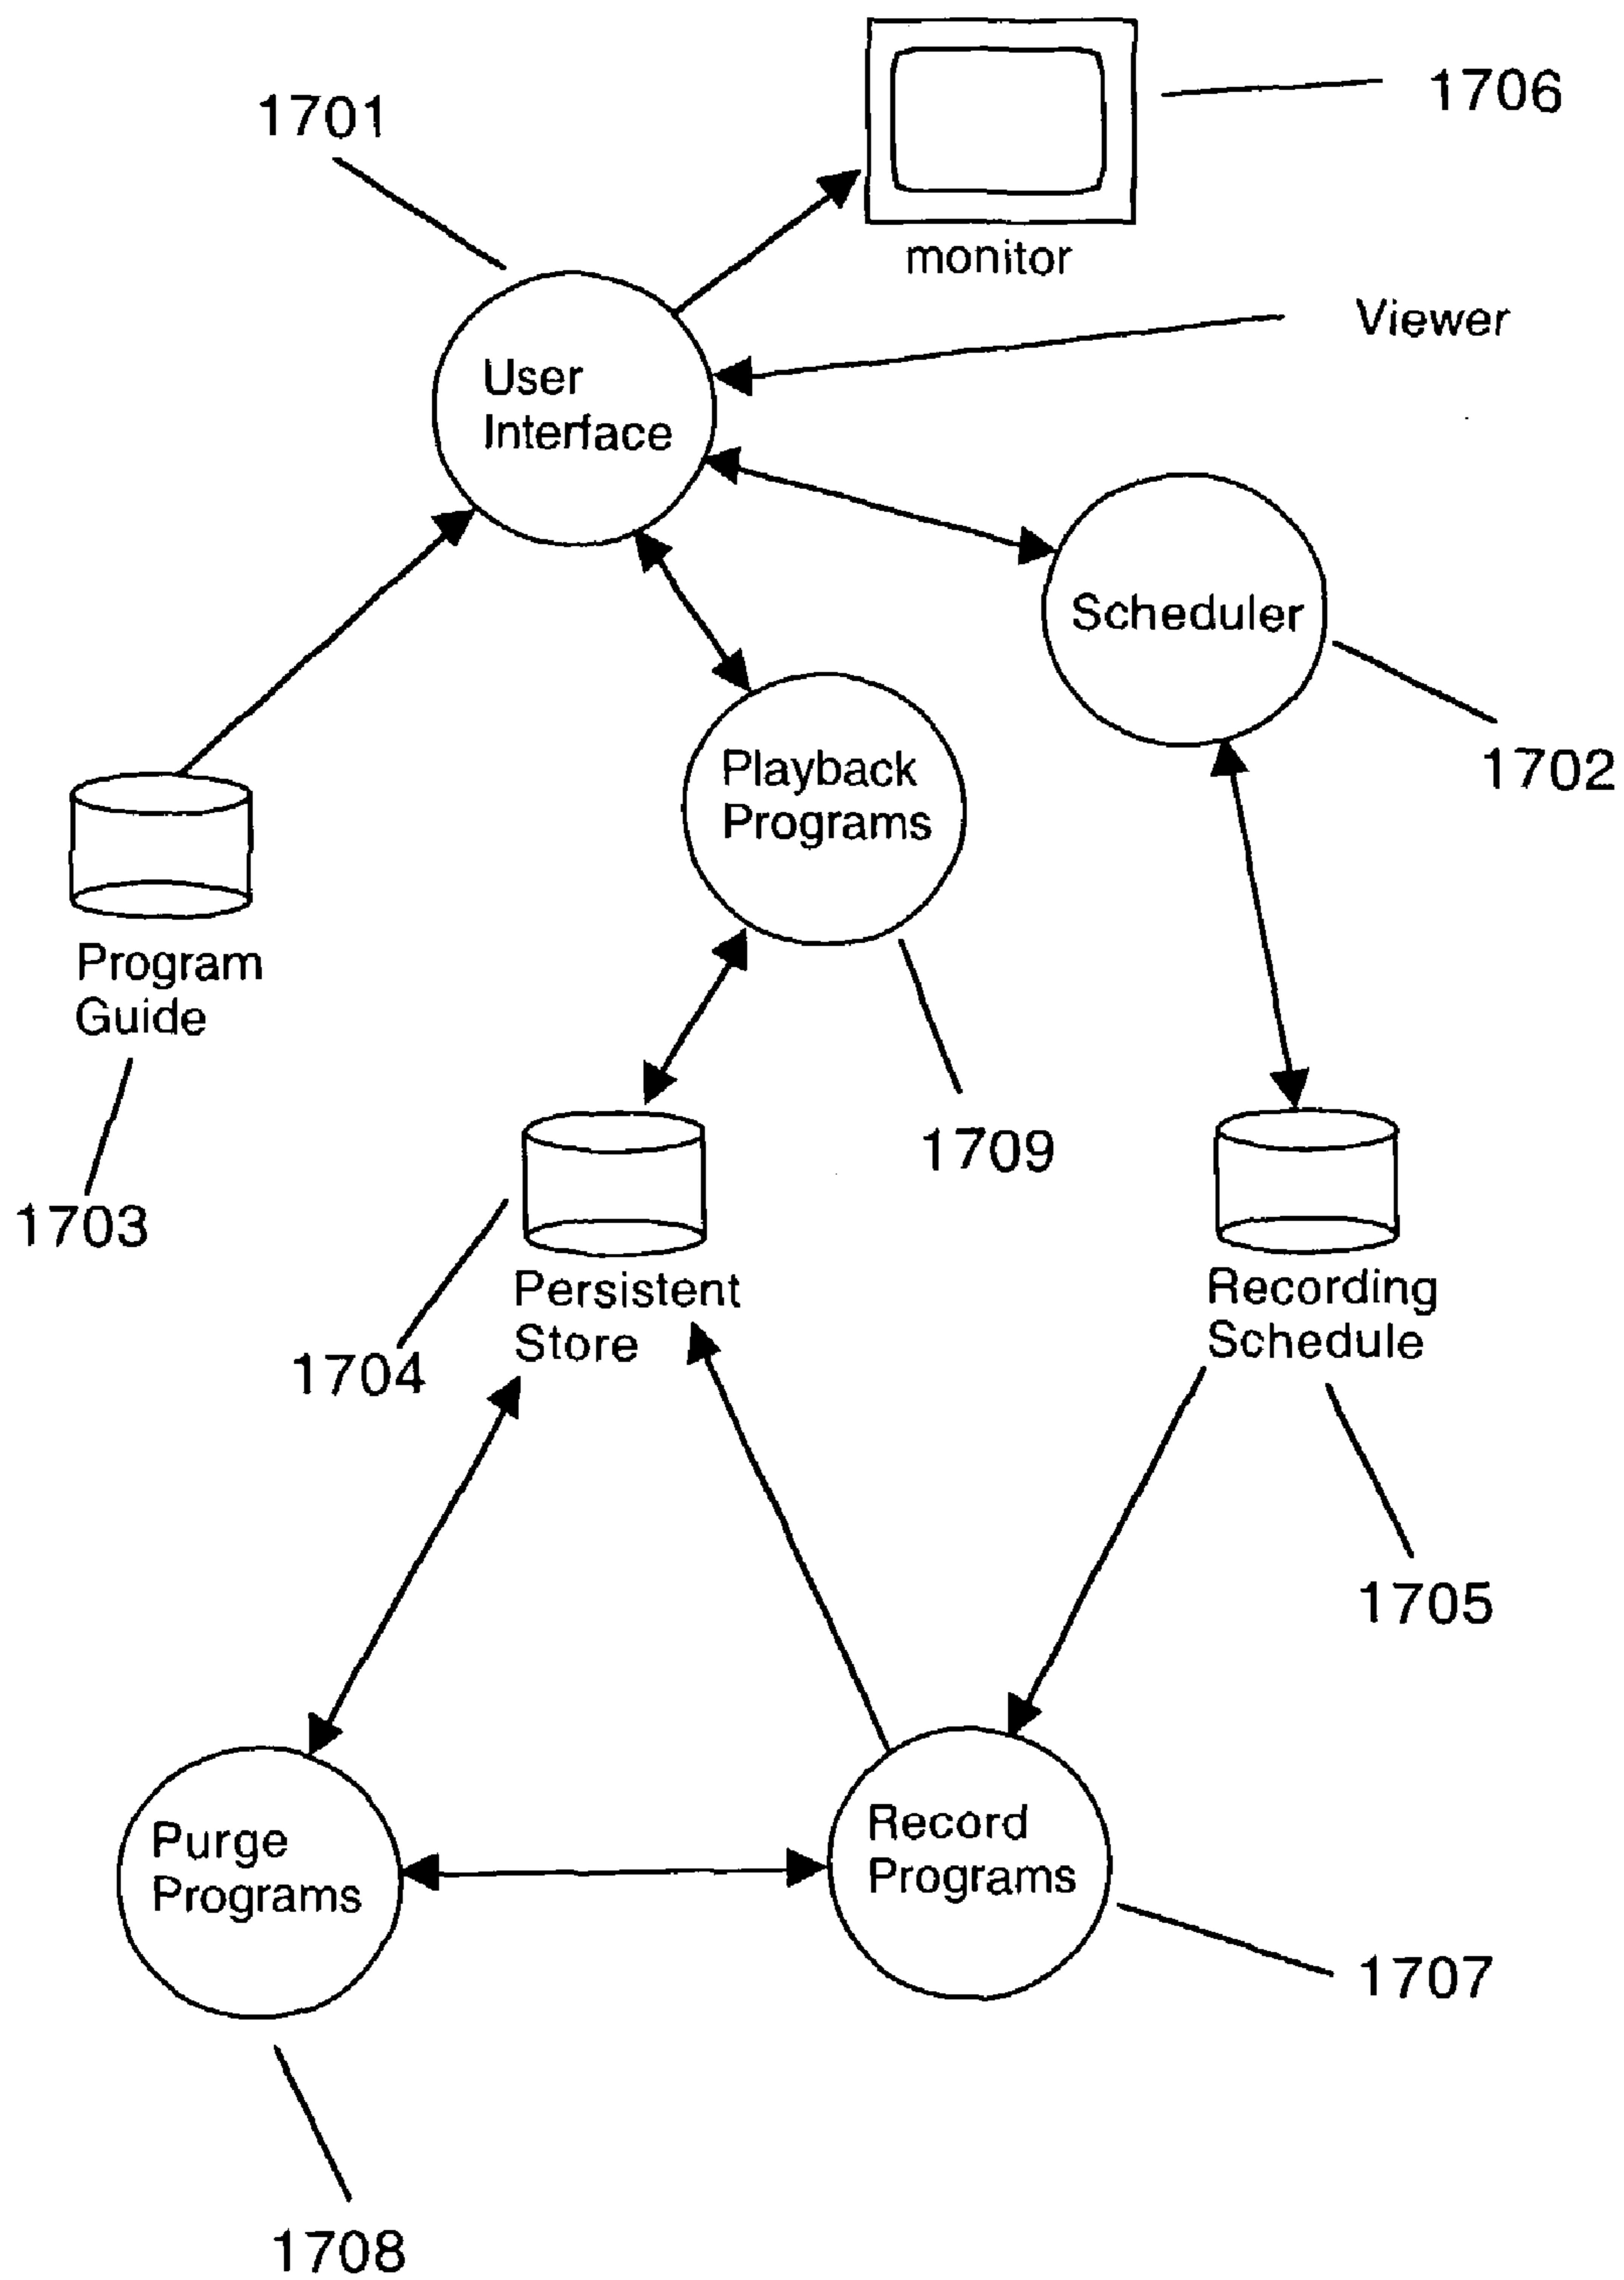 1706
1701
monitor
Viewer
User
Interface
Scheduler
1702
Playback
Programs
Program
Guide
1709
1703
Persistent
Store
Recording
Schedule
1704
1705
Record
Programs
Purge
Programs
1707
1708